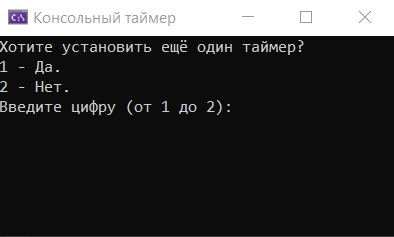 C:\ Консольный таймер
Хотите установить ещё один таймер?
1 - Да.
2 - Нет.
Введите цифру (от 1 до 2):